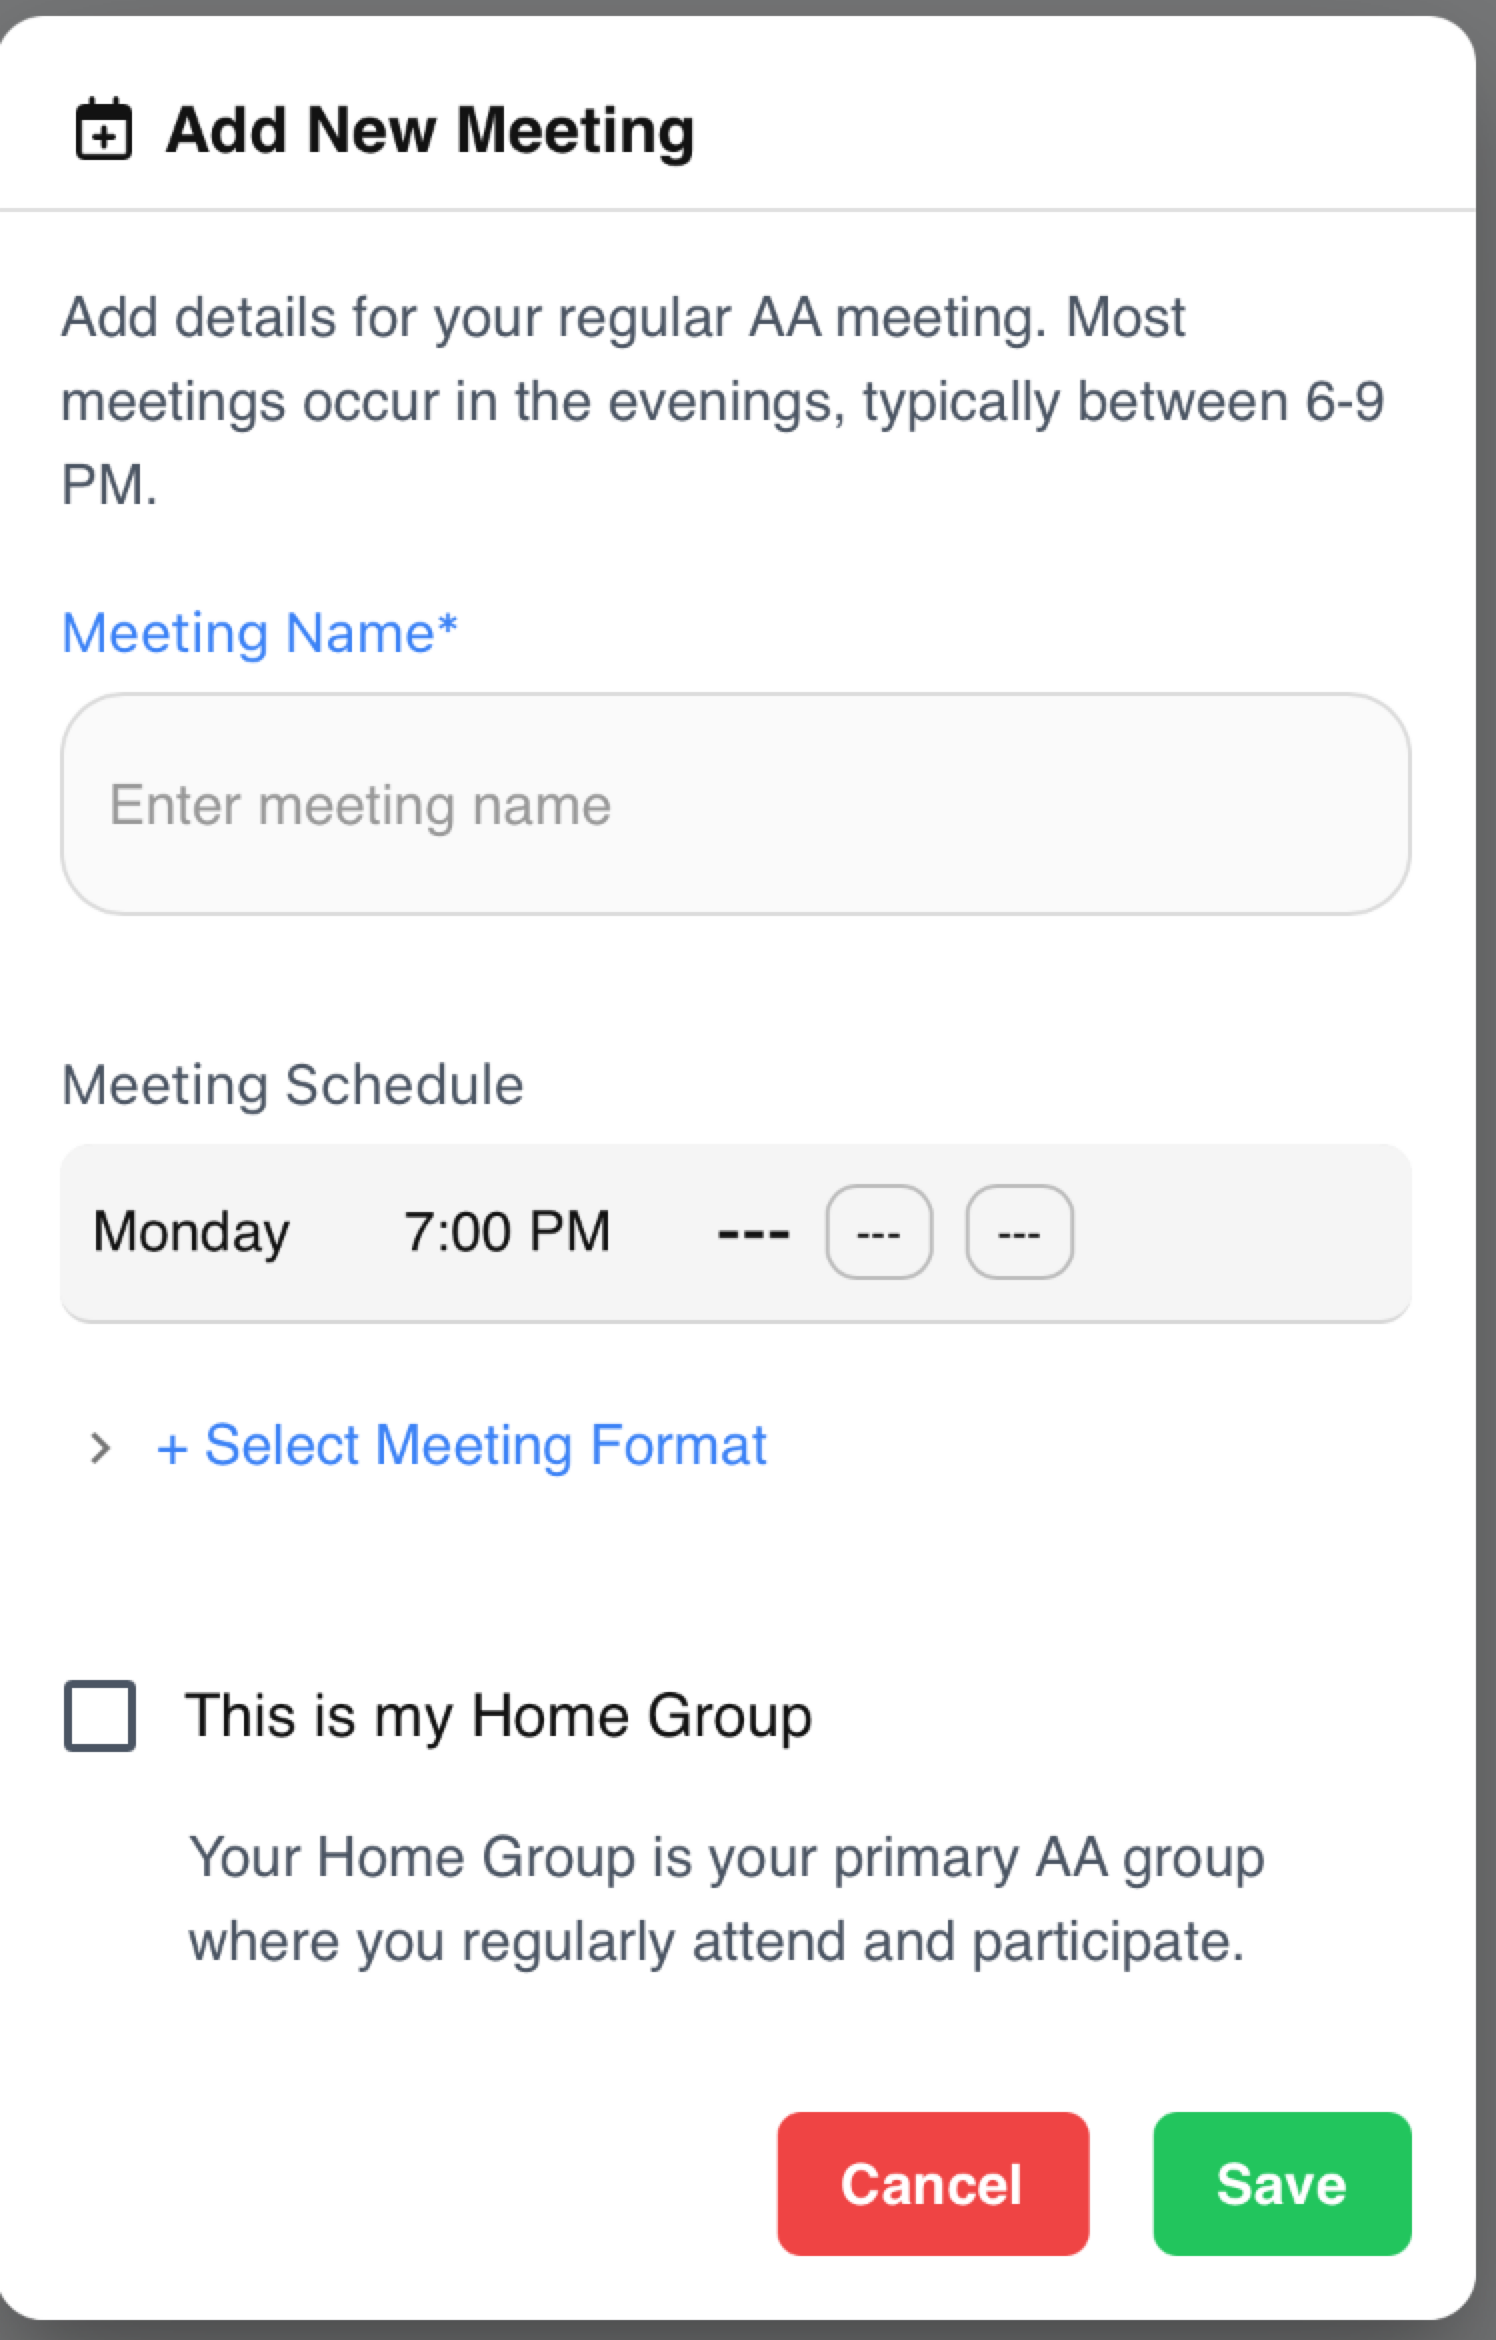 Add New Meeting
Add details for your regular AA meeting. Most
meetings occur in the evenings, typically between 6-9
PM.
Meeting Name*
Enter meeting name
Meeting Schedule
Monday 7:00 PM --- --- ---
+ Select Meeting Format
This is my Home Group
Your Home Group is your primary AA group
where you regularly attend and participate.
Cancel Save